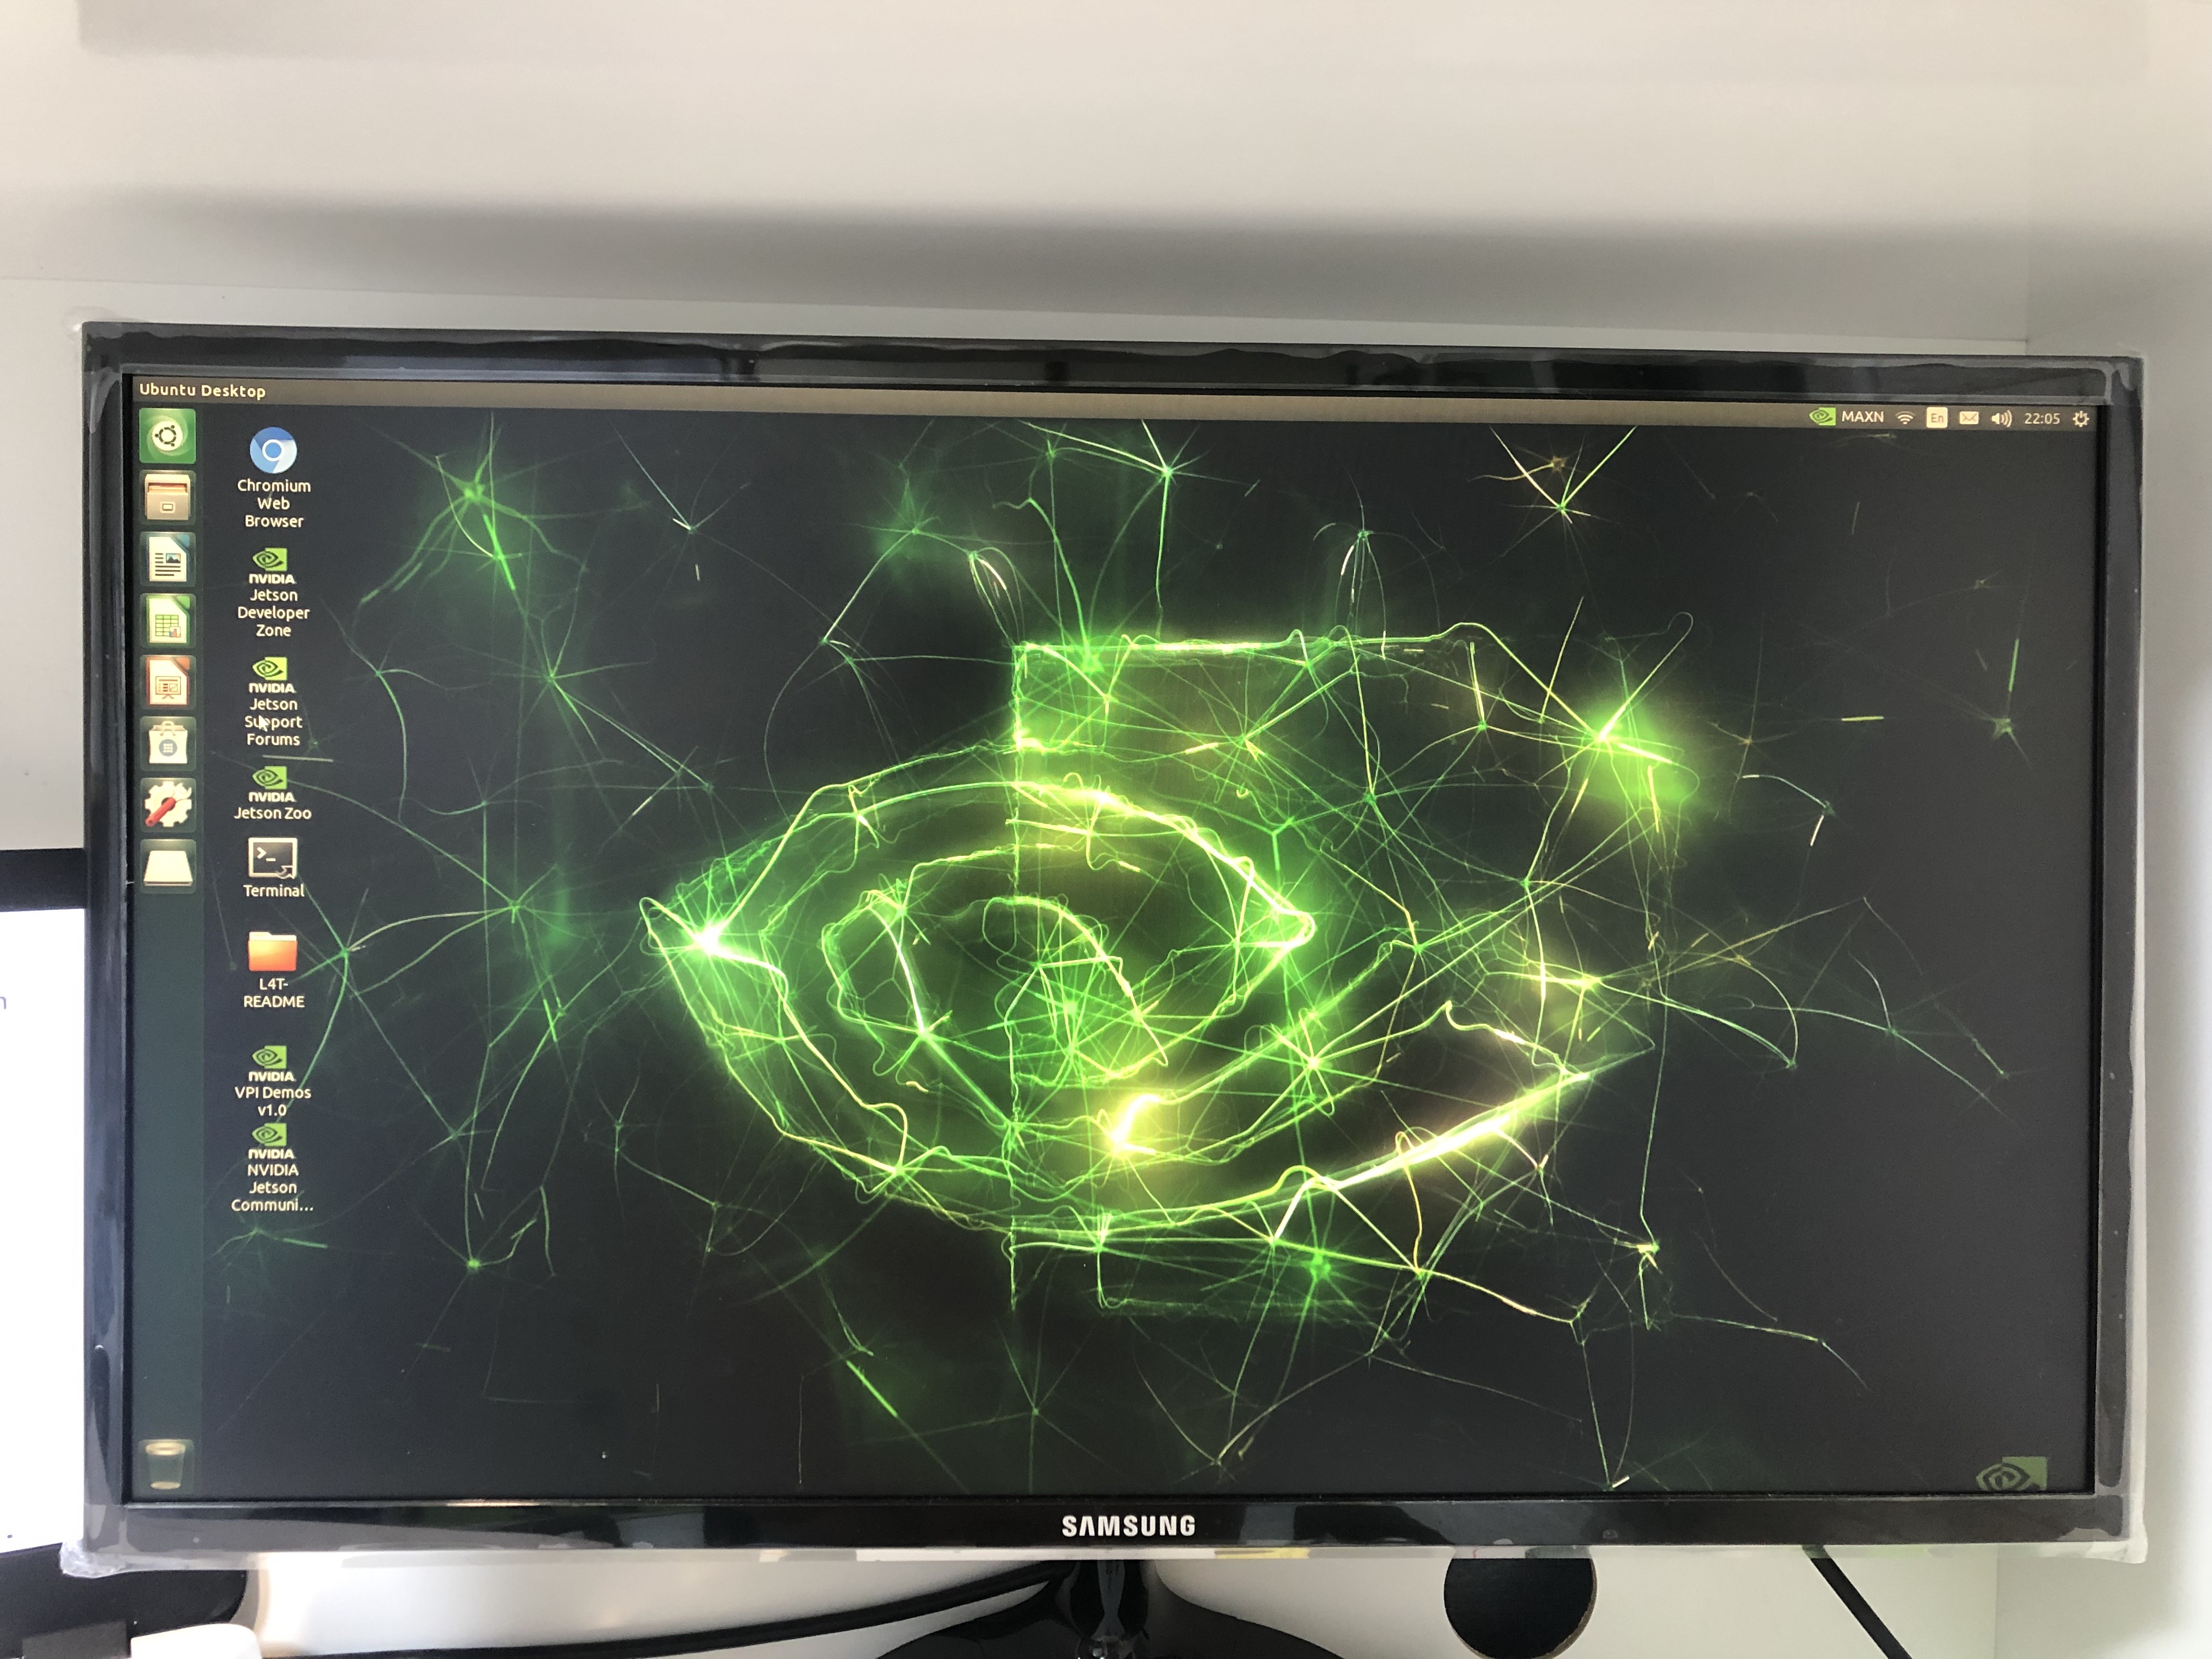 Ubuntu Desktop
MAXN
En
22:05
Chromium
Web
Browser
NVIDIA.
Jetson
Developer
Zone
NVIDIA.
Jetson
Support
Forums
NVIDIA.
Jetson Zoo
>_
Terminal
L4T-
README
NVIDIA.
VPI Demos
v1.0
NVIDIA.
NVIDIA
Jetson
Communi...
SAMSUNG
n